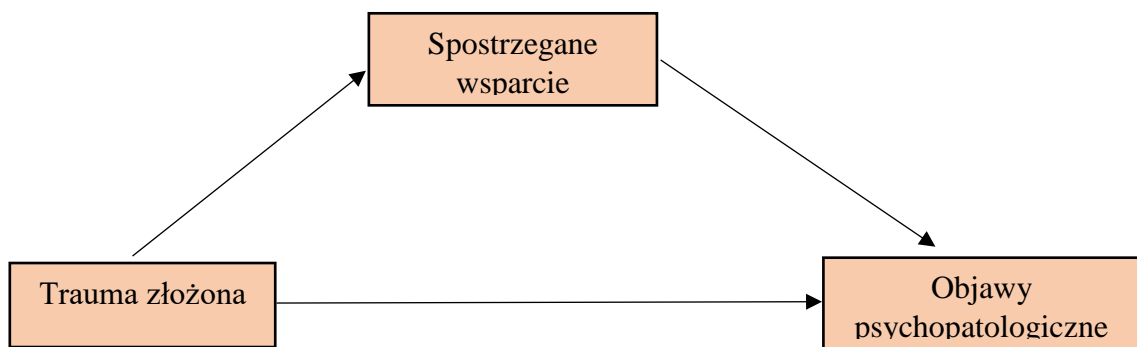 Spostrzegane
wsparcie
Trauma złożona
Objawy
psychopatologiczne